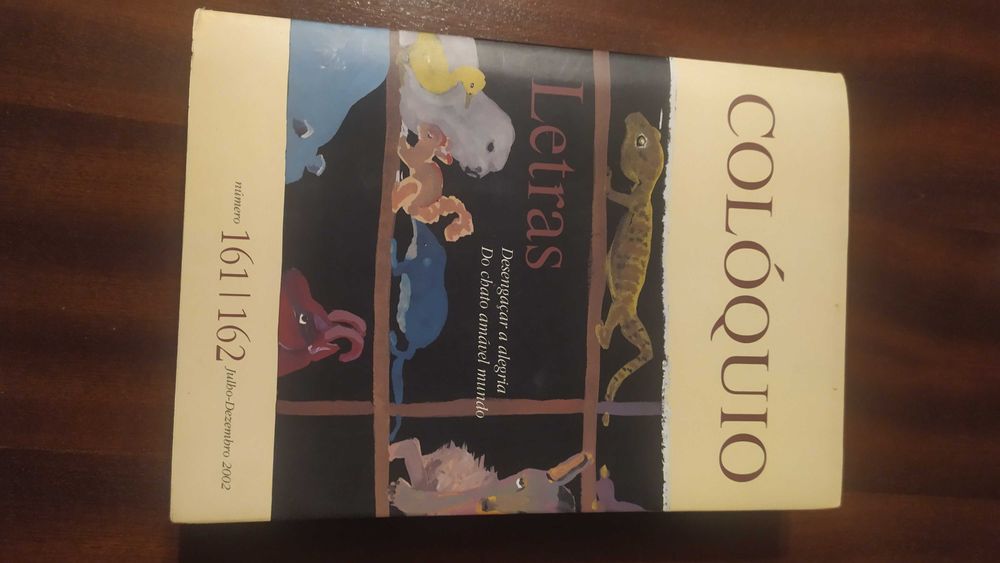 COLÓQUIO
Letras
Desengaçar a alegria
Do chato amável mundo
número 161|162 Julho-Dezembro 2002